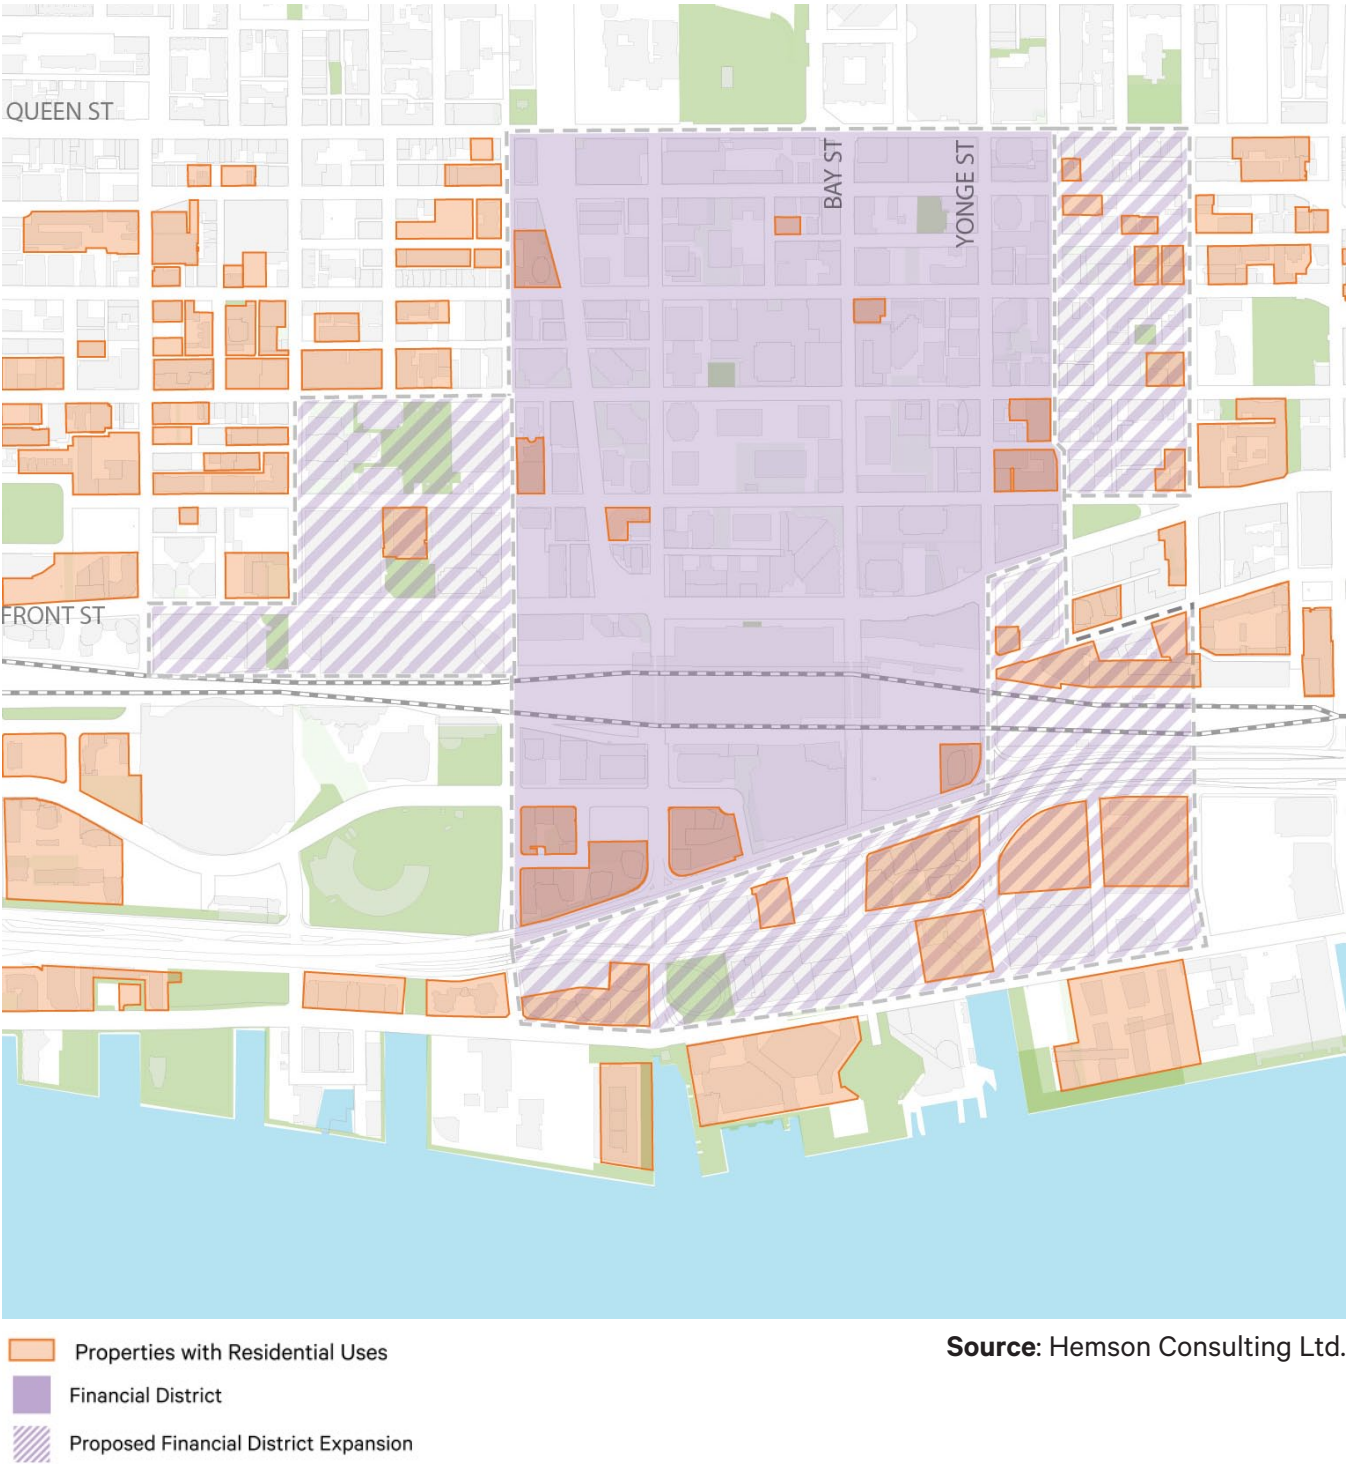 QUEEN ST
BAY ST
YONGE ST
FRONT ST
Properties with Residential Uses
Source: Hemson Consulting Ltd.
Financial District
Proposed Financial District Expansion